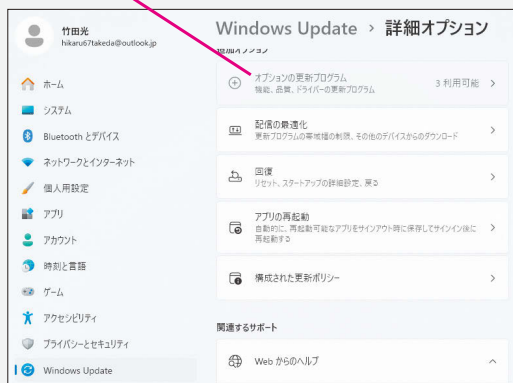 竹田光
hikaru67takeda@outlook.jp
ホーム
システム
Bluetooth とデバイス
ネットワークとインターネット
個人用設定
アプリ
アカウント
時刻と言語
ゲーム
アクセシビリティ
プライバシーとセキュリティ
Windows Update
Windows Update › 詳細オプション
追加オプション
オプションの更新プログラム
機能、品質、ドライバーの更新プログラム
3 利用可能
配信の最適化
更新プログラムの帯域幅の制限、その他のデバイスからのダウンロード
回復
リセット、スタートアップの詳細設定、戻る
アプリの再起動
自動的に、再起動可能なアプリをサインアウト時に保存してサインイン後に
再起動する
構成された更新ポリシー
関連するサポート
Web からのヘルプ